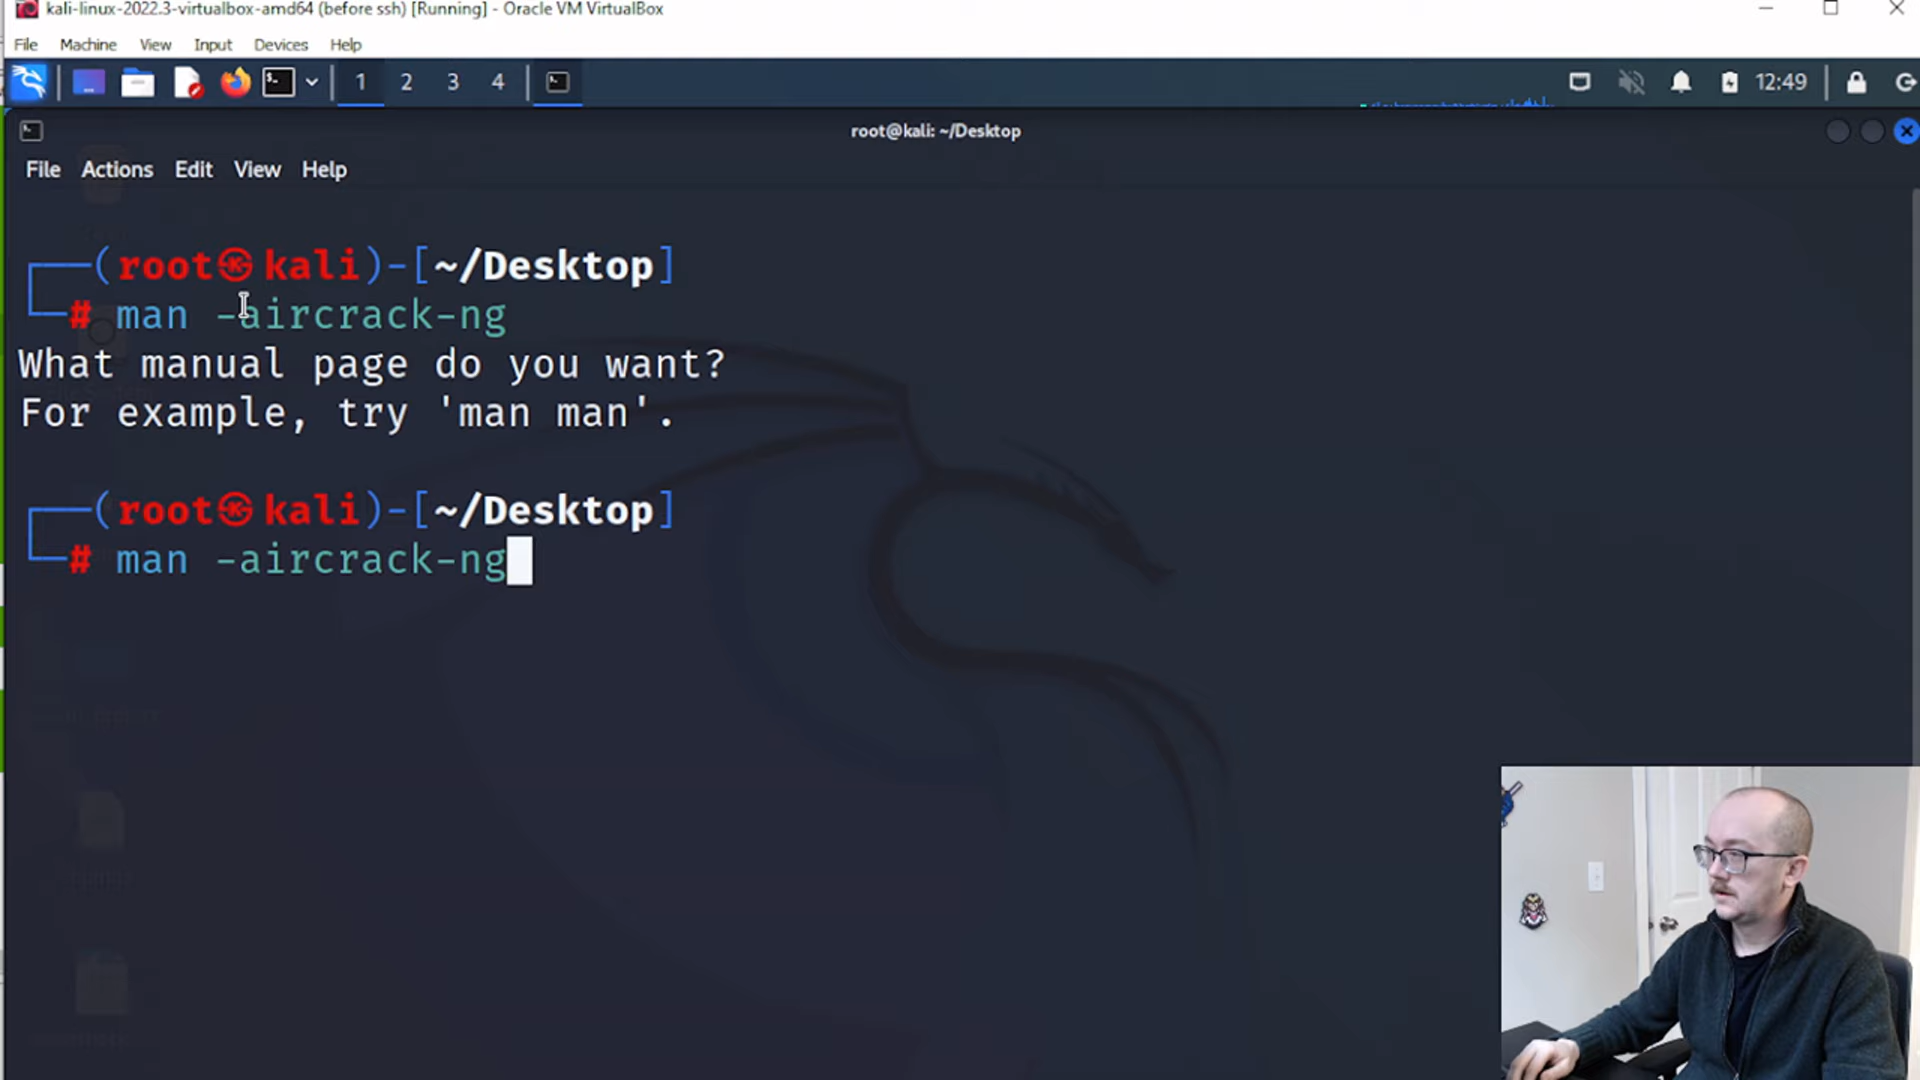 kali-linux-2022.3-virtualbox-amd64 (before ssh) [Running] - Oracle VM VirtualBox
File Machine View Input Devices Help
1 2 3 4 12:49
root@kali: ~/Desktop
File Actions Edit View Help
(root㉿kali)-[~/Desktop]
# man -aircrack-ng
What manual page do you want?
For example, try 'man man'.
(root㉿kali)-[~/Desktop]
# man -aircrack-ng